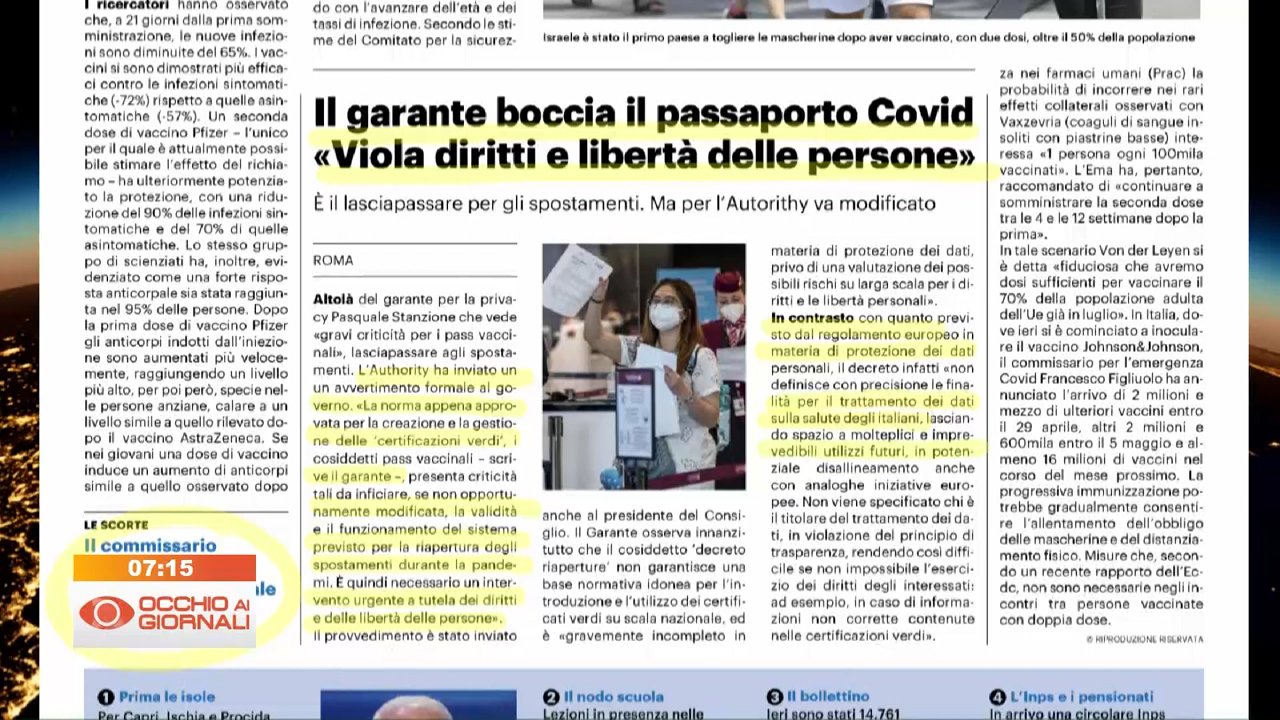 I ricercatori hanno osservato
che, a 21 giorni dalla prima som-
ministrazione, le nuove infezio-
ni sono diminuite del 65%. I vac-
cini si sono dimostrati più effica-
ci contro le infezioni sintomati-
che (-72%) rispetto a quelle asin-
tomatiche (-57%). Un seconda
dose di vaccino Pfizer – l'unico
per il quale è attualmente possi-
bile stimare l'effetto del richia-
mo – ha ulteriormente potenzia-
to la protezione, con una ridu-
zione del 90% delle infezioni sin-
tomatiche e del 70% di quelle
asintomatiche. Lo stesso grup-
po di scienziati ha, inoltre, evi-
denziato come una forte rispo-
sta anticorpale sia stata raggiun-
ta nel 95% delle persone. Dopo
la prima dose di vaccino Pfizer
gli anticorpi indotti dall'iniezio-
ne sono aumentati più veloce-
mente, raggiungendo un livello
più alto, per poi però, specie nel-
le persone anziane, calare a un
livello simile a quello rilevato do-
po il vaccino AstraZeneca. Se
nei giovani una dose di vaccino
induce un aumento di anticorpi
simile a quello osservato dopo
LE SCORTE
Il commissario
le
07:15
OCCHIO AI
GIORNALI
do con l'avanzare dell'età e dei
tassi di infezione. Secondo le sti-
me del Comitato per la sicurez-
Israele è stato il primo paese a togliere le mascherine dopo aver vaccinato, con due dosi, oltre il 50% della popolazione
Il garante boccia il passaporto Covid
«Viola diritti e libertà delle persone»
È il lasciapassare per gli spostamenti. Ma per l'Autorithy va modificato
ROMA
Altolà del garante per la priva-
cy Pasquale Stanzione che vede
«gravi criticità per i pass vacci-
nali», lasciapassare agli sposta-
menti. L'Authority ha inviato un
un avvertimento formale al go-
verno. «La norma appena appro-
vata per la creazione e la gestio-
ne delle 'certificazioni verdi', i
cosiddetti pass vaccinali – scri-
ve il garante –, presenta criticità
tali da inficiare, se non opportu-
namente modificata, la validità
e il funzionamento del sistema
previsto per la riapertura degli
spostamenti durante la pande-
mi. È quindi necessario un inter-
vento urgente a tutela dei diritti
e delle libertà delle persone».
Il provvedimento è stato inviato
anche al presidente del Consi-
glio. Il Garante osserva innanzi-
tutto che il cosiddetto 'decreto
riaperture' non garantisce una
base normativa idonea per l'in-
troduzione e l'utilizzo dei certifi-
cati verdi su scala nazionale, ed
è «gravemente incompleto in
materia di protezione dei dati,
privo di una valutazione dei pos-
sibili rischi su larga scala per i di-
ritti e le libertà personali».
In contrasto con quanto previ-
sto dal regolamento europeo in
materia di protezione dei dati
personali, il decreto infatti «non
definisce con precisione le fina-
lità per il trattamento dei dati
sulla salute degli italiani, lascian-
do spazio a molteplici e impre-
vedibili utilizzi futuri, in poten-
ziale disallineamento anche
con analoghe iniziative euro-
pee. Non viene specificato chi è
il titolare del trattamento dei da-
ti, in violazione del principio di
trasparenza, rendendo così diffi-
cile se non impossibile l'eserci-
zio dei diritti degli interessati:
ad esempio, in caso di informa-
zioni non corrette contenute
nelle certificazioni verdi».
za nei farmaci umani (Prac) la
probabilità di incorrere nei rari
effetti collaterali osservati con
Vaxzevria (coaguli di sangue in-
soliti con piastrine basse) inte-
ressa «1 persona ogni 100mila
vaccinati». L'Ema ha, pertanto,
raccomandato di «continuare a
somministrare la seconda dose
tra le 4 e le 12 settimane dopo la
prima».
In tale scenario Von der Leyen si
è detta «fiduciosa che avremo
dosi sufficienti per vaccinare il
70% della popolazione adulta
dell'Ue già in luglio». In Italia, do-
ve ieri si è cominciato a inocula-
re il vaccino Johnson&Johnson,
il commissario per l'emergenza
Covid Francesco Figliuolo ha an-
nunciato l'arrivo di 2 milioni e
mezzo di ulteriori vaccini entro
il 29 aprile, altri 2 milioni e
600mila entro il 5 maggio e al-
meno 16 milioni di vaccini nel
corso del mese prossimo. La
progressiva immunizzazione po-
trebbe gradualmente consenti-
re l'allentamento dell'obbligo
delle mascherine e del distanzia-
mento fisico. Misure che, secon-
do un recente rapporto dell'Ec-
dc, non sono necessarie negli in-
contri tra persone vaccinate
con doppia dose.
© RIPRODUZIONE RISERVATA
1 Prima le isole
Per Capri, Ischia e Procida
2 Il nodo scuola
Lezioni in presenza nelle
3 Il bollettino
Ieri sono stati 14.761
4 L'Inps e i pensionati
In arrivo una circolare Inps